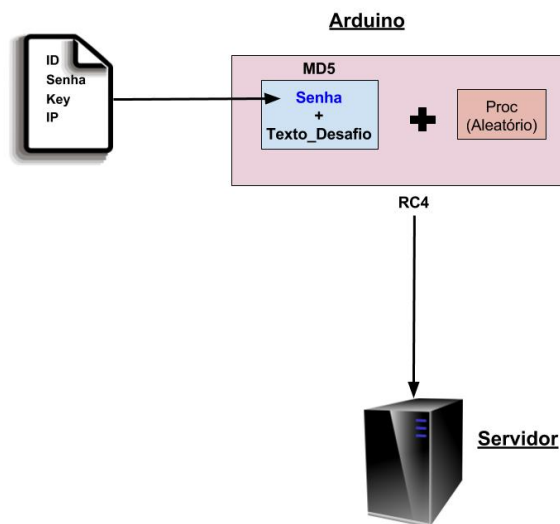 Arduino
ID
Senha
Key
IP
MD5
Senha
+
Texto_Desafio
Proc
(Aleatório)
RC4
Servidor